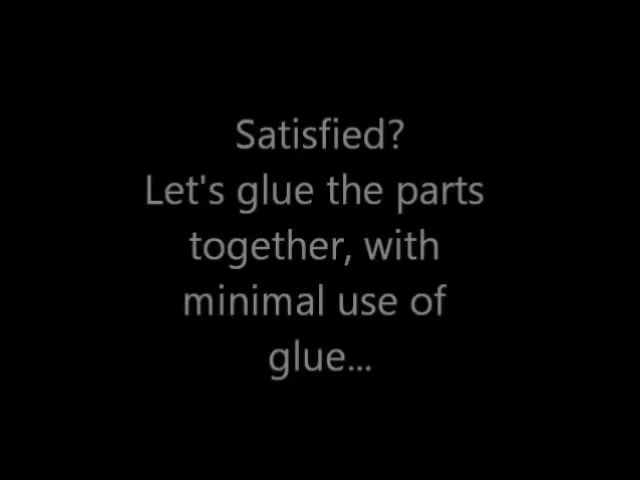 Satisfied?
Let's glue the parts
together, with
minimal use of
glue...